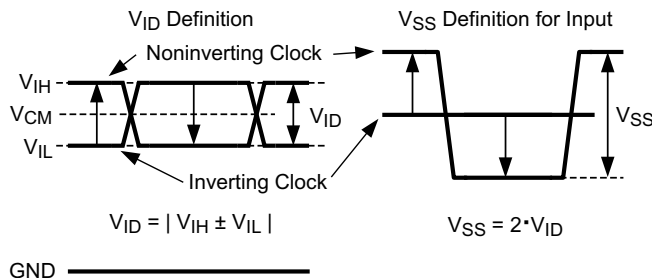 V_ID Definition
V_SS Definition for Input
Noninverting Clock
V_IH
V_CM
V_IL
V_ID
V_SS
Inverting Clock
V_ID = | V_IH ± V_IL |
V_SS = 2·V_ID
GND